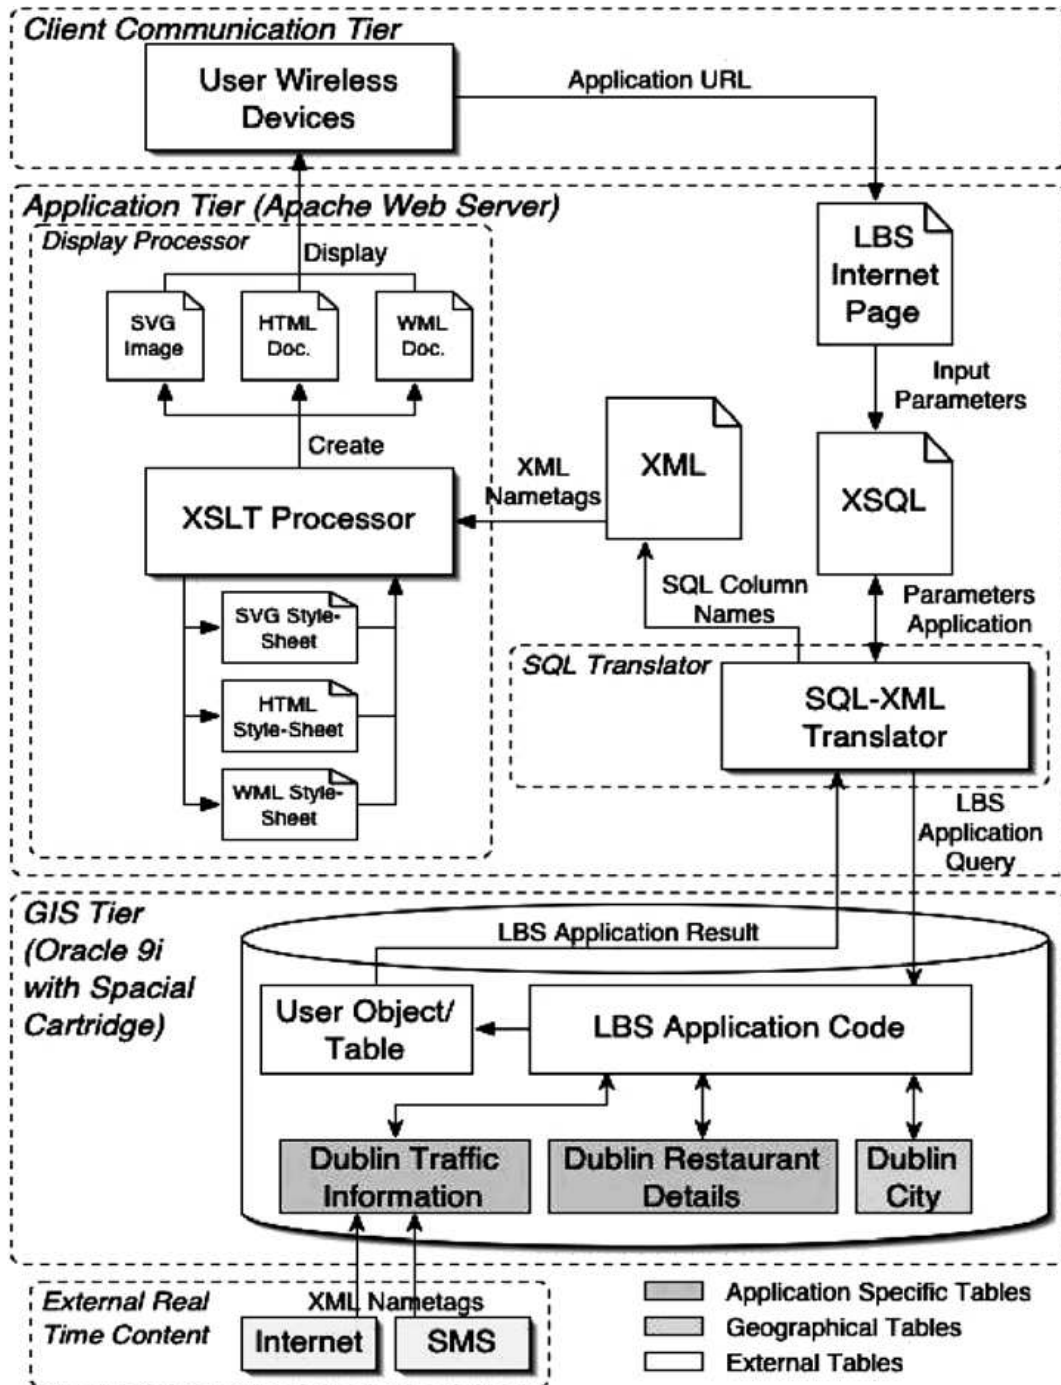 Client Communication Tier
User Wireless
Devices
Application URL
Application Tier (Apache Web Server)
Display Processor
Display
LBS
Internet
Page
SVG
Image
HTML
Doc.
WML
Doc.
Input
Parameters
Create
XML
Nametags
XML
XSQL
XSLT Processor
SQL Column
Names
Parameters
Application
SVG Style-
Sheet
HTML
Style-Sheet
WML Style-
Sheet
SQL Translator
SQL-XML
Translator
LBS
Application
Query
GIS Tier
(Oracle 9i
with Spacial
Cartridge)
LBS Application Result
User Object/
Table
LBS Application Code
Dublin Traffic
Information
Dublin Restaurant
Details
Dublin
City
External Real
Time Content
XML Nametags
Internet
SMS
Application Specific Tables
Geographical Tables
External Tables